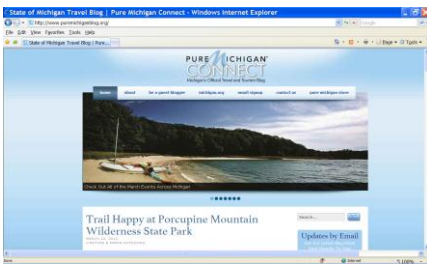 State of Michigan Travel Blog | Pure Michigan Connect - Windows Internet Explorer
http://www.puremichiganblog.org/
File Edit View Favorites Tools Help
State of Michigan Travel Blog | Pure...
Page Tools
PURE MICHIGAN
CONNECT
Michigan's Official Travel and Tourism Blog
home about be a guest blogger michigan.org email signup contact us pure michigan store
Check Out All of the March Events Across Michigan
Trail Happy at Porcupine Mountain
Wilderness State Park
Search...
Updates by Email
Done
Internet
100%